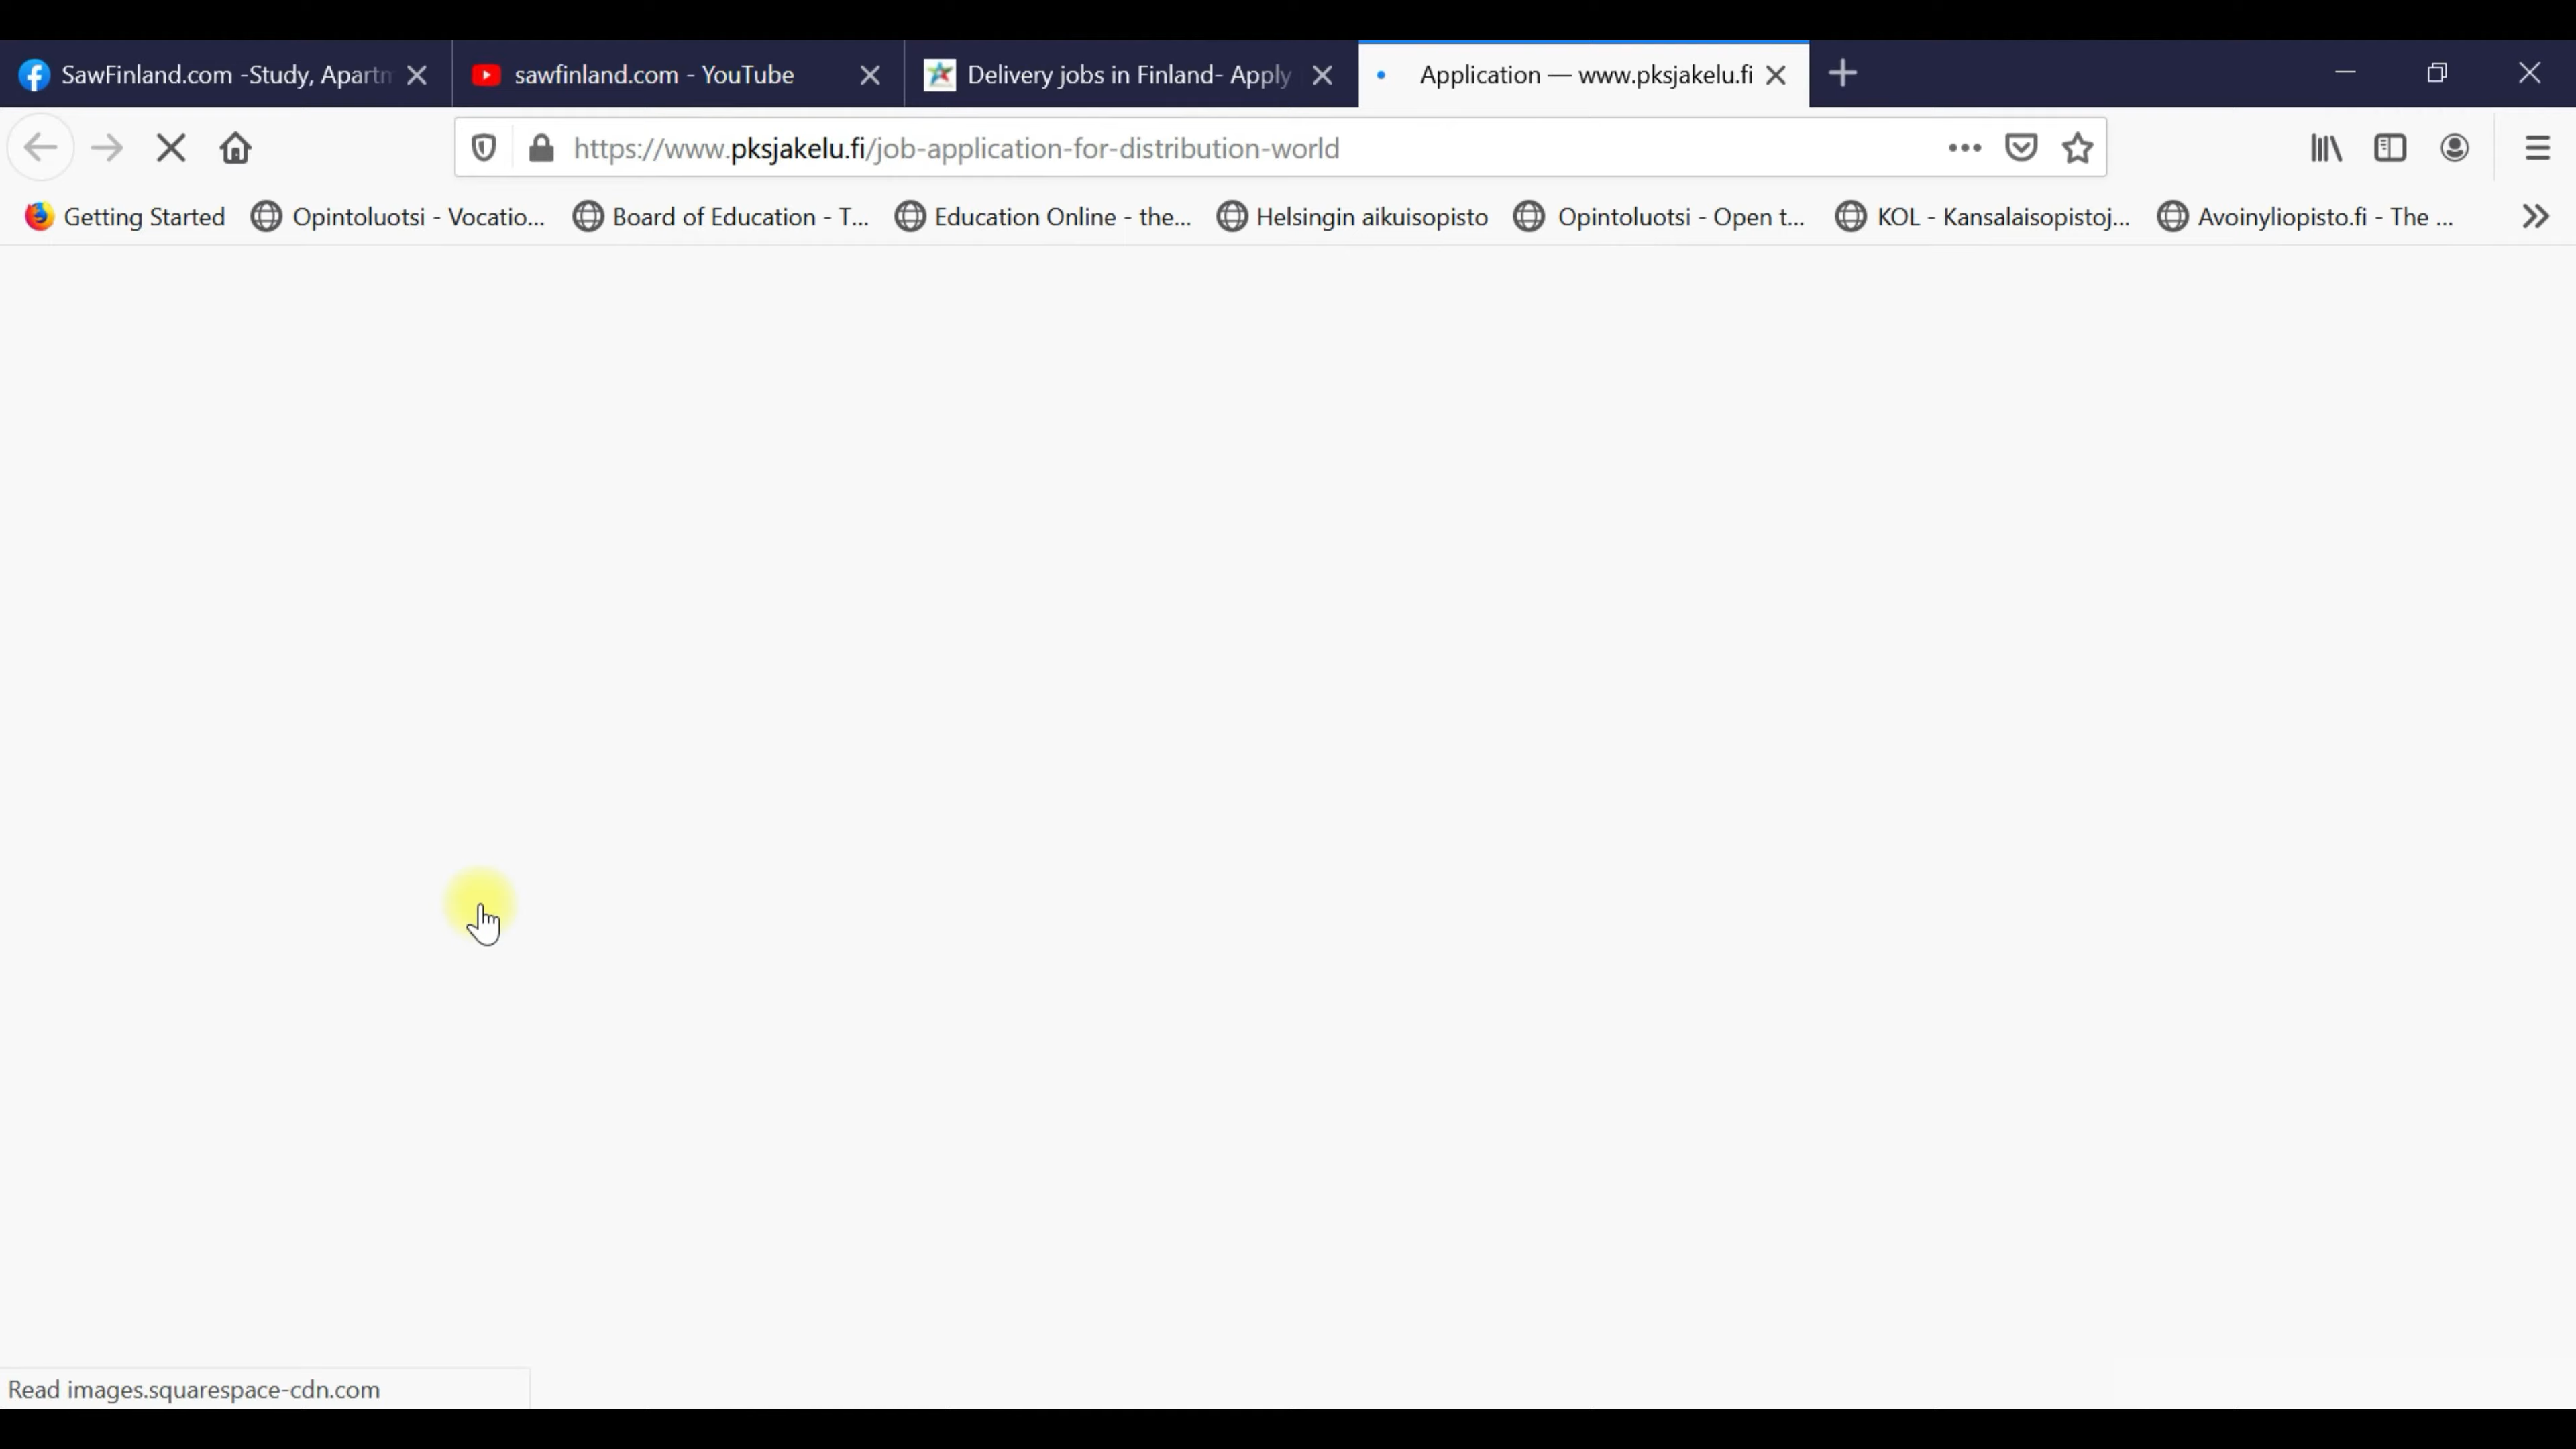 SawFinland.com -Study, Apartm
sawfinland.com - YouTube
Delivery jobs in Finland- Apply
Application — www.pksjakelu.fi
https://www.pksjakelu.fi/job-application-for-distribution-world
Getting Started
Opintoluotsi - Vocatio...
Board of Education - T...
Education Online - the...
Helsingin aikuisopisto
Opintoluotsi - Open t...
KOL - Kansalaisopistoj...
Avoinyliopisto.fi - The ...
Read images.squarespace-cdn.com